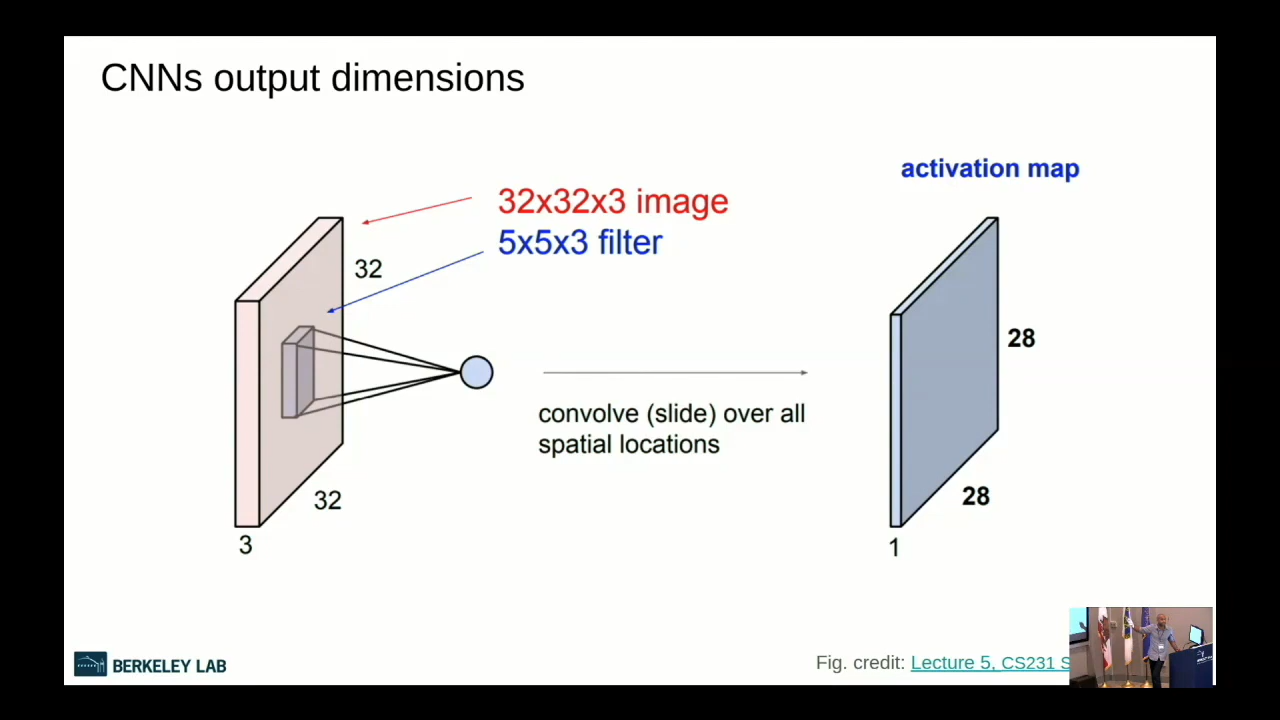 CNNs output dimensions
activation map
32x32x3 image
5x5x3 filter
32
28
convolve (slide) over all
spatial locations
32
28
3
1
BERKELEY LAB
Fig. credit: Lecture 5, CS231 S